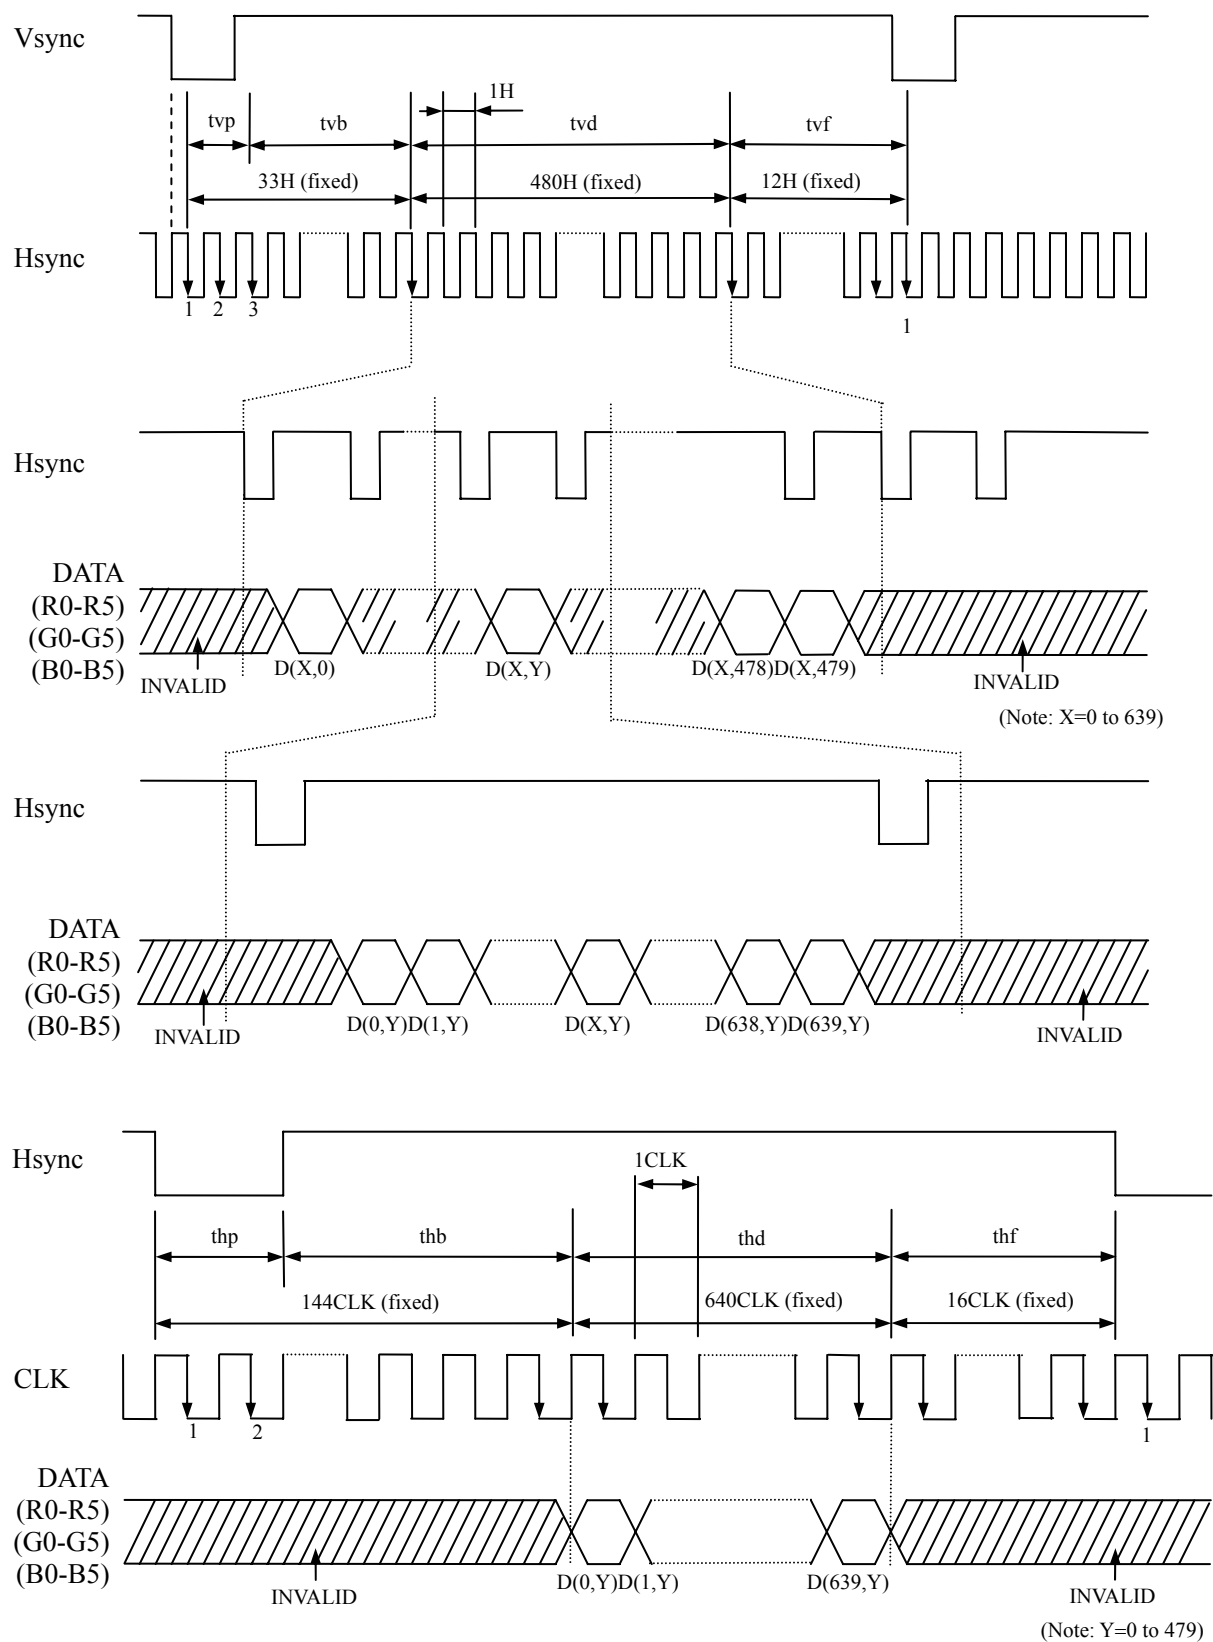 Vsync
1H
tvp
tvb
tvd
tvf
33H (fixed)
480H (fixed)
12H (fixed)
Hsync
1
2
3
1
Hsync
DATA
(R0-R5)
(G0-G5)
(B0-B5)
INVALID
D(X,0)
D(X,Y)
D(X,478)D(X,479)
INVALID
(Note: X=0 to 639)
Hsync
DATA
(R0-R5)
(G0-G5)
(B0-B5)
INVALID
D(0,Y)D(1,Y)
D(X,Y)
D(638,Y)D(639,Y)
INVALID
Hsync
1CLK
thp
thb
thd
thf
144CLK (fixed)
640CLK (fixed)
16CLK (fixed)
CLK
1
2
1
DATA
(R0-R5)
(G0-G5)
(B0-B5)
INVALID
D(0,Y)D(1,Y)
D(639,Y)
INVALID
(Note: Y=0 to 479)